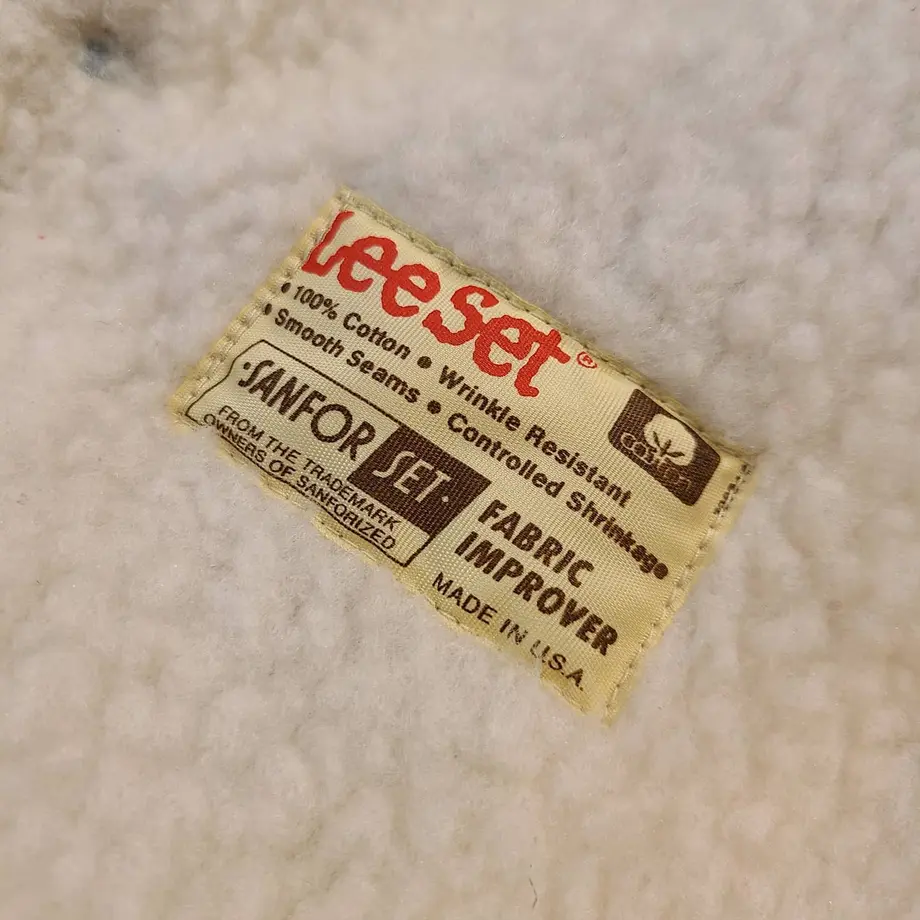 Lee Set®
• 100% Cotton • Wrinkle Resistant
• Smooth Seams • Controlled Shrinkage
cotton
·SANFOR SET·
FROM THE TRADEMARK
OWNERS OF SANFORIZED
FABRIC
IMPROVER
MADE IN U.S.A.